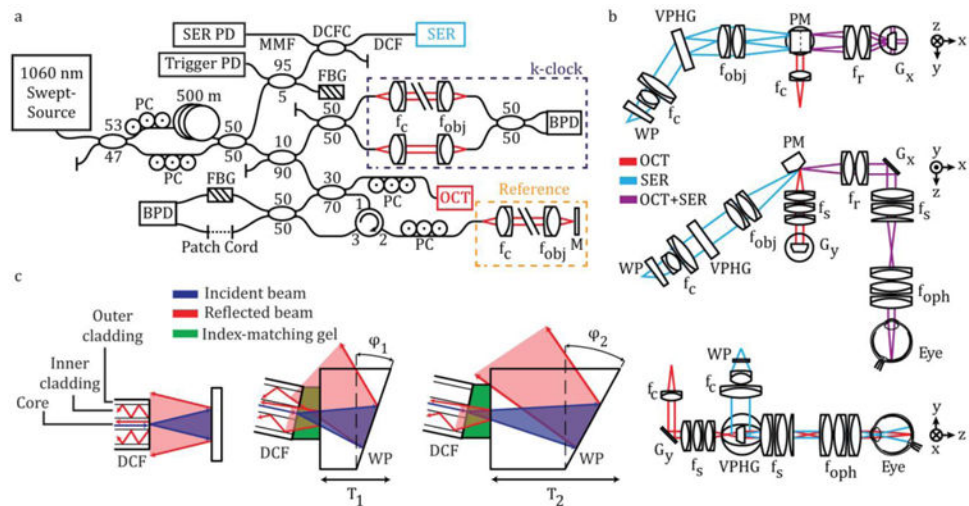 a
SER PD
MMF
DCFC
DCF
SER
Trigger PD
95
5
FBG
k-clock
1060 nm
Swept-
Source
PC
500 m
53
47
PC
50
50
10
90
50
50
f_c
f_obj
50
50
BPD
FBG
BPD
Patch Cord
50
50
30
70
PC
OCT
1
2
3
PC
Reference
f_c
f_obj
M
b
VPHG
PM
f_obj
f_r
G_x
f_c
WP
f_c
z
x
y
OCT
SER
OCT+SER
PM
f_r
G_x
y
x
z
f_s
f_s
G_y
f_obj
VPHG
f_c
WP
f_oph
Eye
WP
f_c
f_c
G_y
f_s
VPHG
f_s
f_oph
Eye
y
x
z
c
Incident beam
Reflected beam
Index-matching gel
Outer
cladding
Inner
cladding
Core
DCF
φ_1
DCF
WP
T_1
φ_2
DCF
WP
T_2